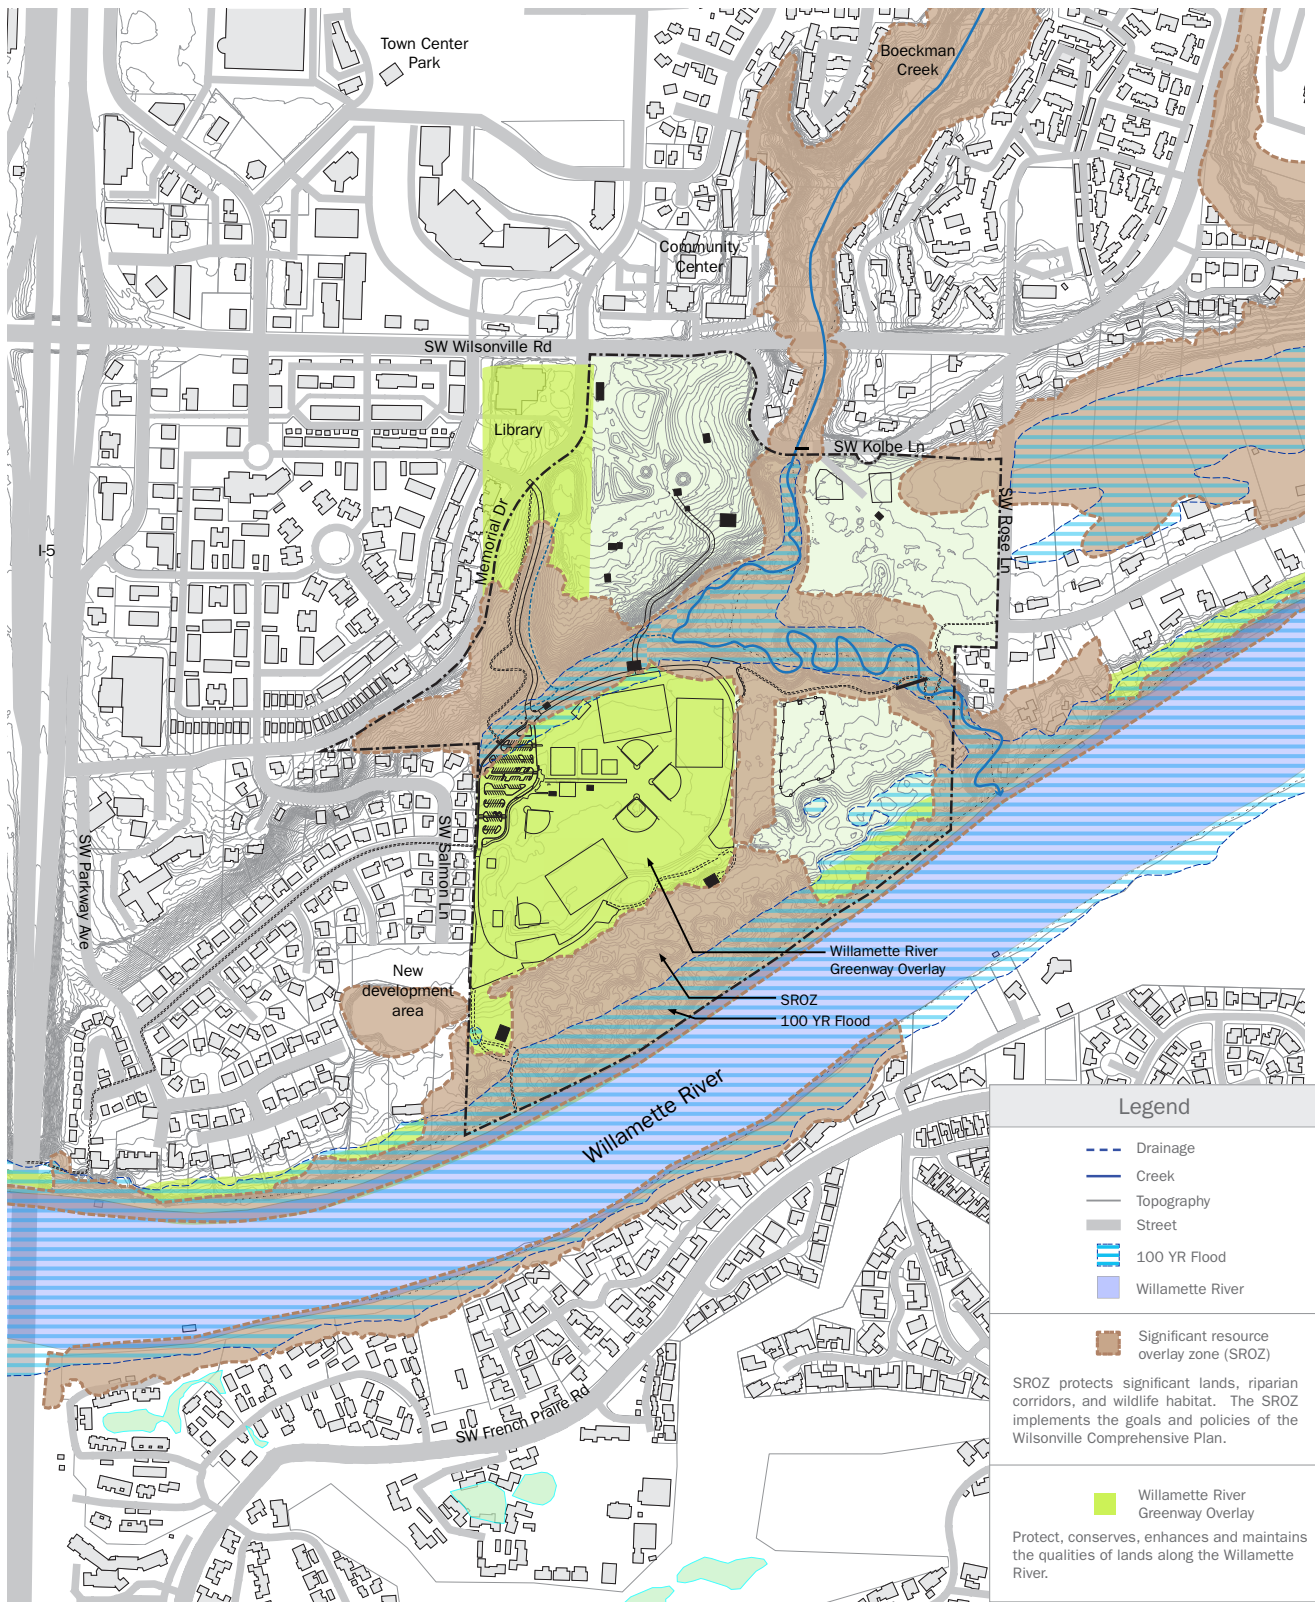 Town Center
Park
Boeckman
Creek
Community
Center
SW Wilsonville Rd
Library
SW Kolbe Ln
SW Rose Ln
Memorial Dr
I-5
SW Parkway Ave
SW Salmon Ln
New
development
area
Willamette River
Greenway Overlay
SROZ
100 YR Flood
Willamette River
SW French Praire Rd
Legend
Drainage
Creek
Topography
Street
100 YR Flood
Willamette River
Significant resource
overlay zone (SROZ)
SROZ protects significant lands, riparian
corridors, and wildlife habitat. The SROZ
implements the goals and policies of the
Wilsonville Comprehensive Plan.
Willamette River
Greenway Overlay
Protect, conserves, enhances and maintains
the qualities of lands along the Willamette
River.